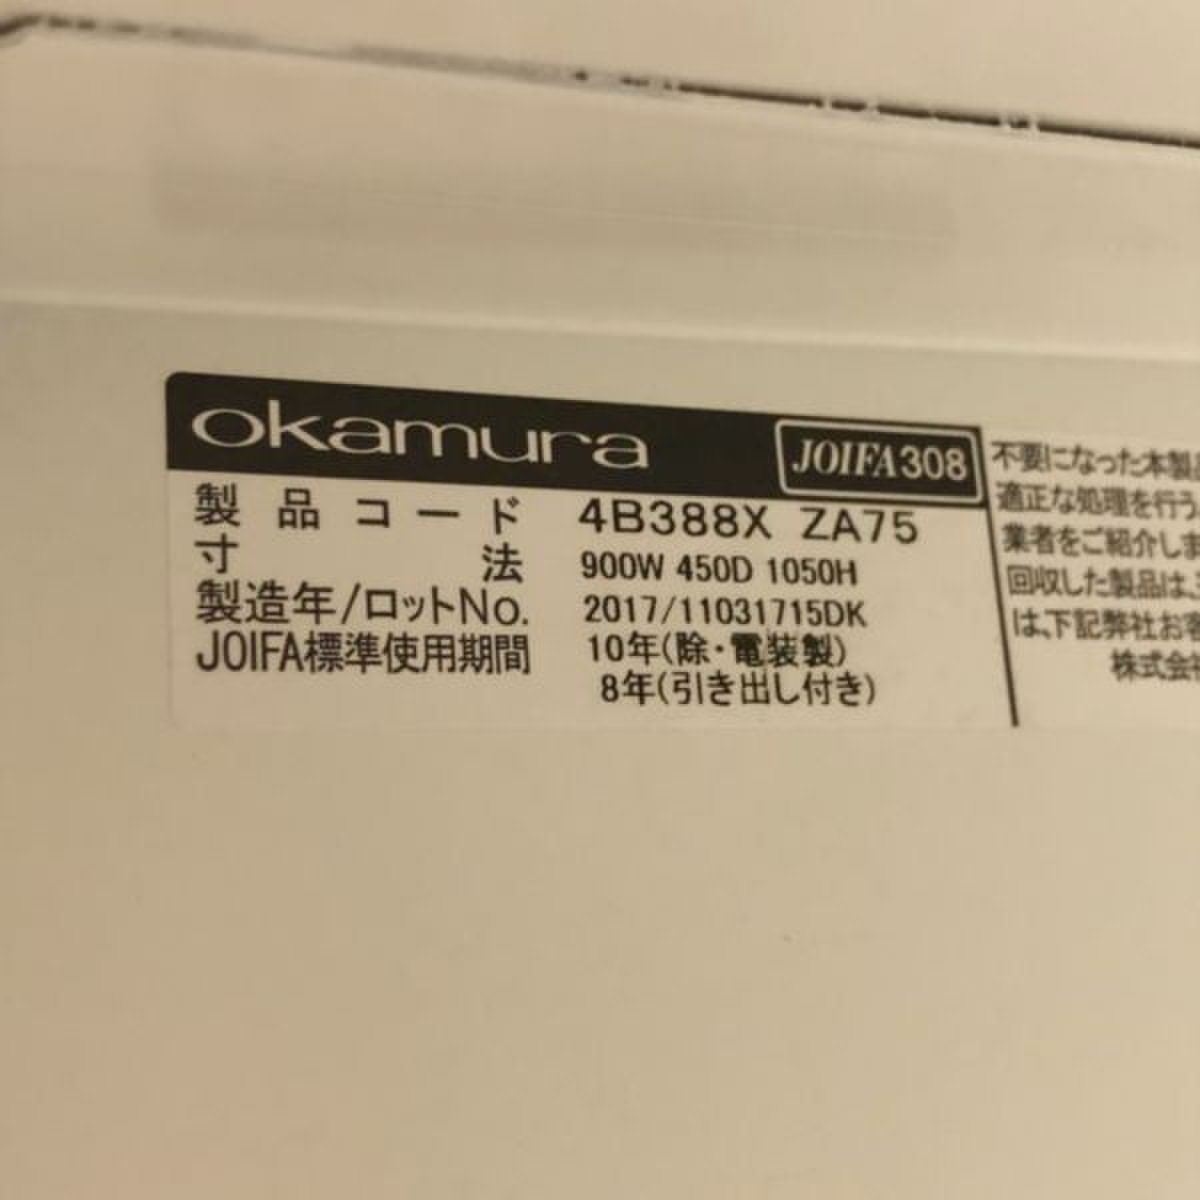 okamura JOIFA308
製品コード 4B388X ZA75
寸法 900W 450D 1050H
製造年/ロットNo. 2017/11031715DK
JOIFA標準使用期間 10年(除・電装製)
8年(引き出し付き)
不要になった本製
適正な処理を行う
業者をご紹介しま
回収した製品は、
は、下記弊社お客
株式会社